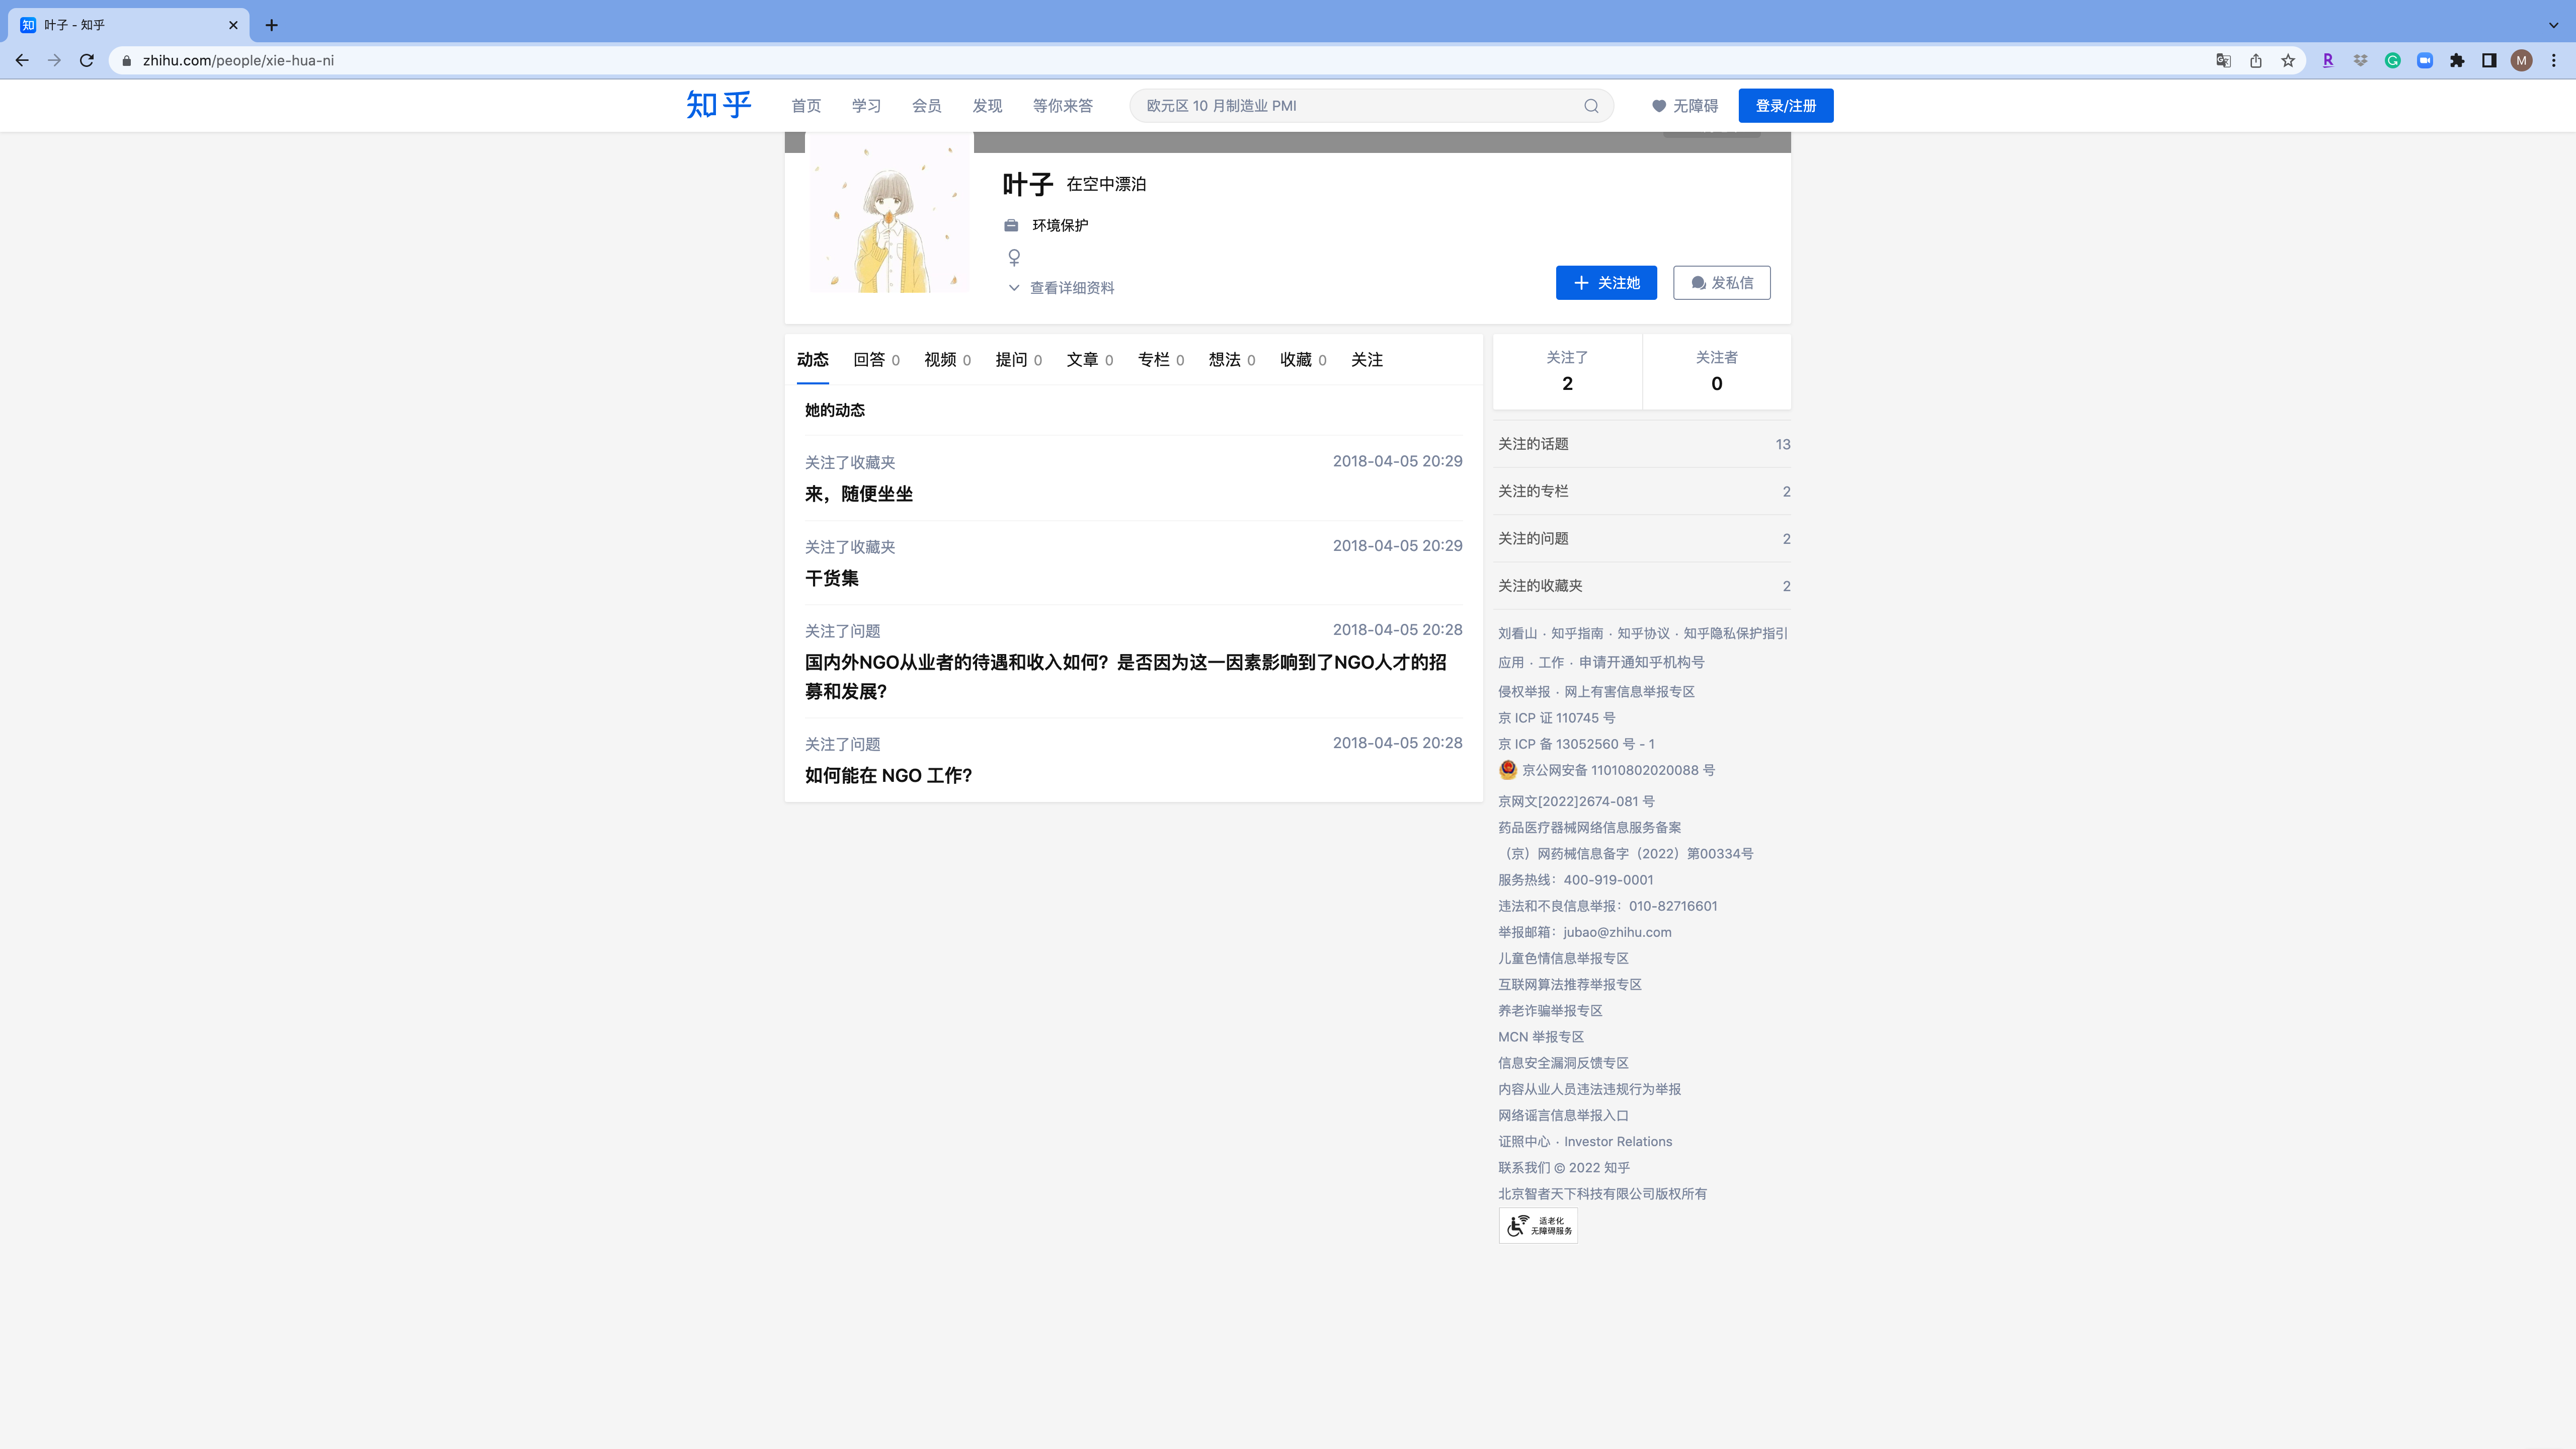 叶子 - 知乎
zhihu.com/people/xie-hua-ni
M
知乎
首页 学习 会员 发现 等你来答
欧元区 10 月制造业 PMI
无障碍
登录/注册
叶子 在空中漂泊
环境保护
查看详细资料
关注她
发私信
动态 回答 0 视频 0 提问 0 文章 0 专栏 0 想法 0 收藏 0 关注
她的动态
关注了收藏夹 2018-04-05 20:29
来，随便坐坐
关注了收藏夹 2018-04-05 20:29
干货集
关注了问题 2018-04-05 20:28
国内外NGO从业者的待遇和收入如何？是否因为这一因素影响到了NGO人才的招
募和发展？
关注了问题 2018-04-05 20:28
如何能在 NGO 工作？
关注了 关注者
2 0
关注的话题 13
关注的专栏 2
关注的问题 2
关注的收藏夹 2
刘看山 · 知乎指南 · 知乎协议 · 知乎隐私保护指引
应用 · 工作 · 申请开通知乎机构号
侵权举报 · 网上有害信息举报专区
京 ICP 证 110745 号
京 ICP 备 13052560 号 - 1
京公网安备 11010802020088 号
京网文[2022]2674-081 号
药品医疗器械网络信息服务备案
（京）网药械信息备字（2022）第00334号
服务热线：400-919-0001
违法和不良信息举报：010-82716601
举报邮箱：jubao@zhihu.com
儿童色情信息举报专区
互联网算法推荐举报专区
养老诈骗举报专区
MCN 举报专区
信息安全漏洞反馈专区
内容从业人员违法违规行为举报
网络谣言信息举报入口
证照中心 · Investor Relations
联系我们 © 2022 知乎
北京智者天下科技有限公司版权所有
适老化
无障碍服务